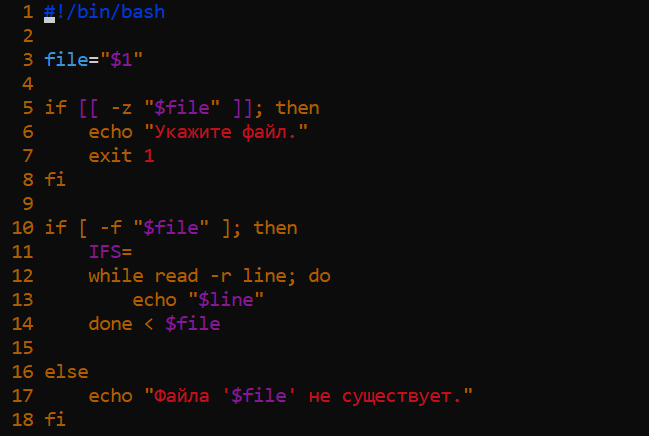 1 #!/bin/bash
2
3 file="$1"
4
5 if [[ -z "$file" ]]; then
6     echo "Укажите файл."
7     exit 1
8 fi
9
10 if [ -f "$file" ]; then
11     IFS=
12     while read -r line; do
13         echo "$line"
14     done < $file
15
16 else
17     echo "Файла '$file' не существует."
18 fi